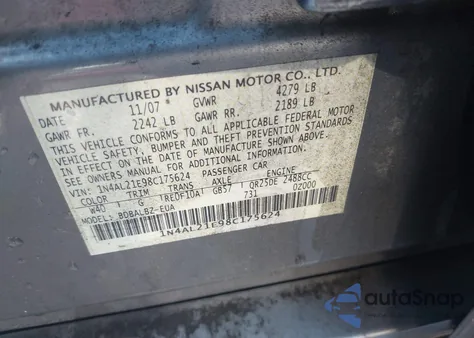 MANUFACTURED BY NISSAN MOTOR CO., LTD.
DATE 11/07 * GVWR 4279 LB
GAWR FR. 2242 LB GAWR RR. 2189 LB
THIS VEHICLE CONFORMS TO ALL APPLICABLE FEDERAL MOTOR
VEHICLE SAFETY, BUMPER AND THEFT PREVENTION STANDARDS
IN EFFECT ON THE DATE OF MANUFACTURE SHOWN ABOVE.
SEE OWNERS MANUAL FOR ADDITIONAL INFORMATION.
VIN: 1N4AL21E98C175624 PASSENGER CAR
COLOR TRIM TRANS AXLE ENGINE
W40 G RE0F10A GB57 QR25DE 2488CC
731 02000
MODEL: BDBALBZ-EUA
1N4AL21E98C175624
autoSnap